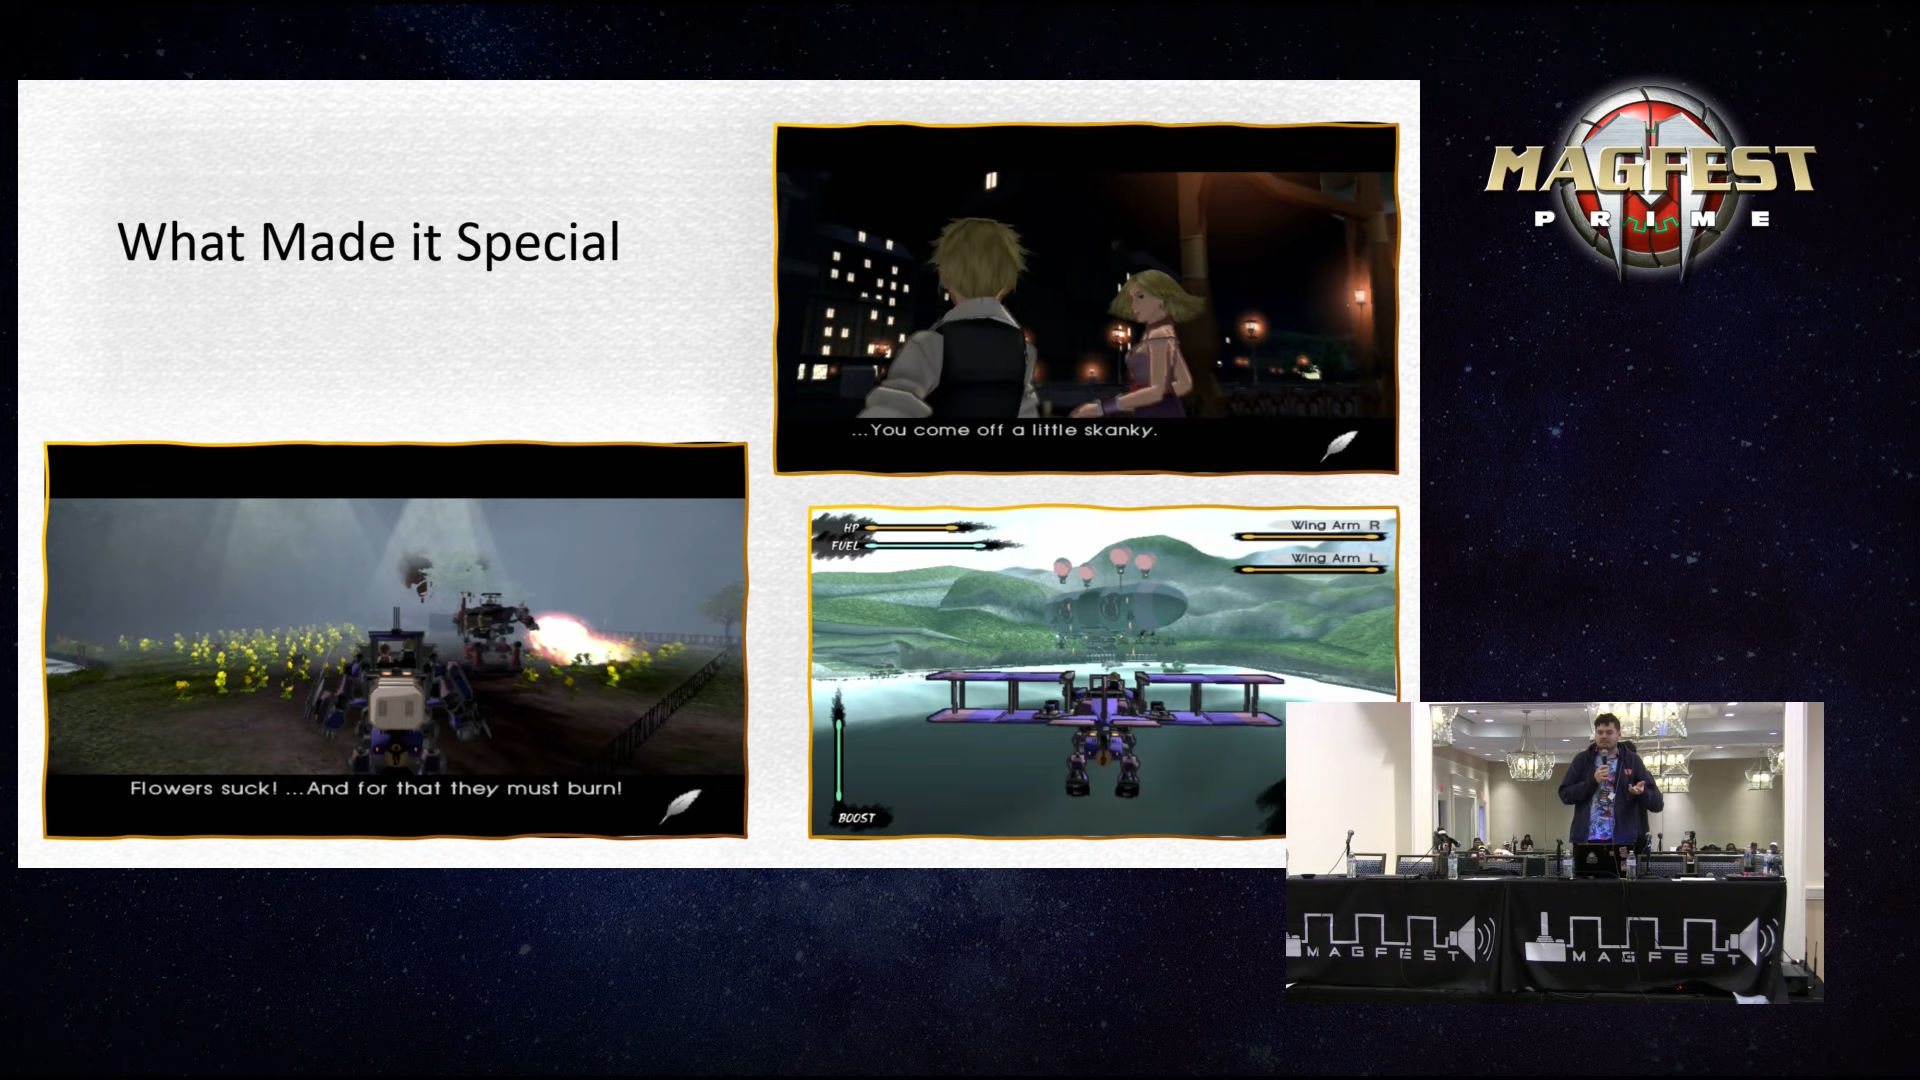 What Made it Special
...You come off a little skanky.
Flowers suck! ...And for that they must burn!
HP
FUEL
Wing Arm R
Wing Arm L
BOOST
MAGFEST
PRIME
MAGFEST
MAGFEST